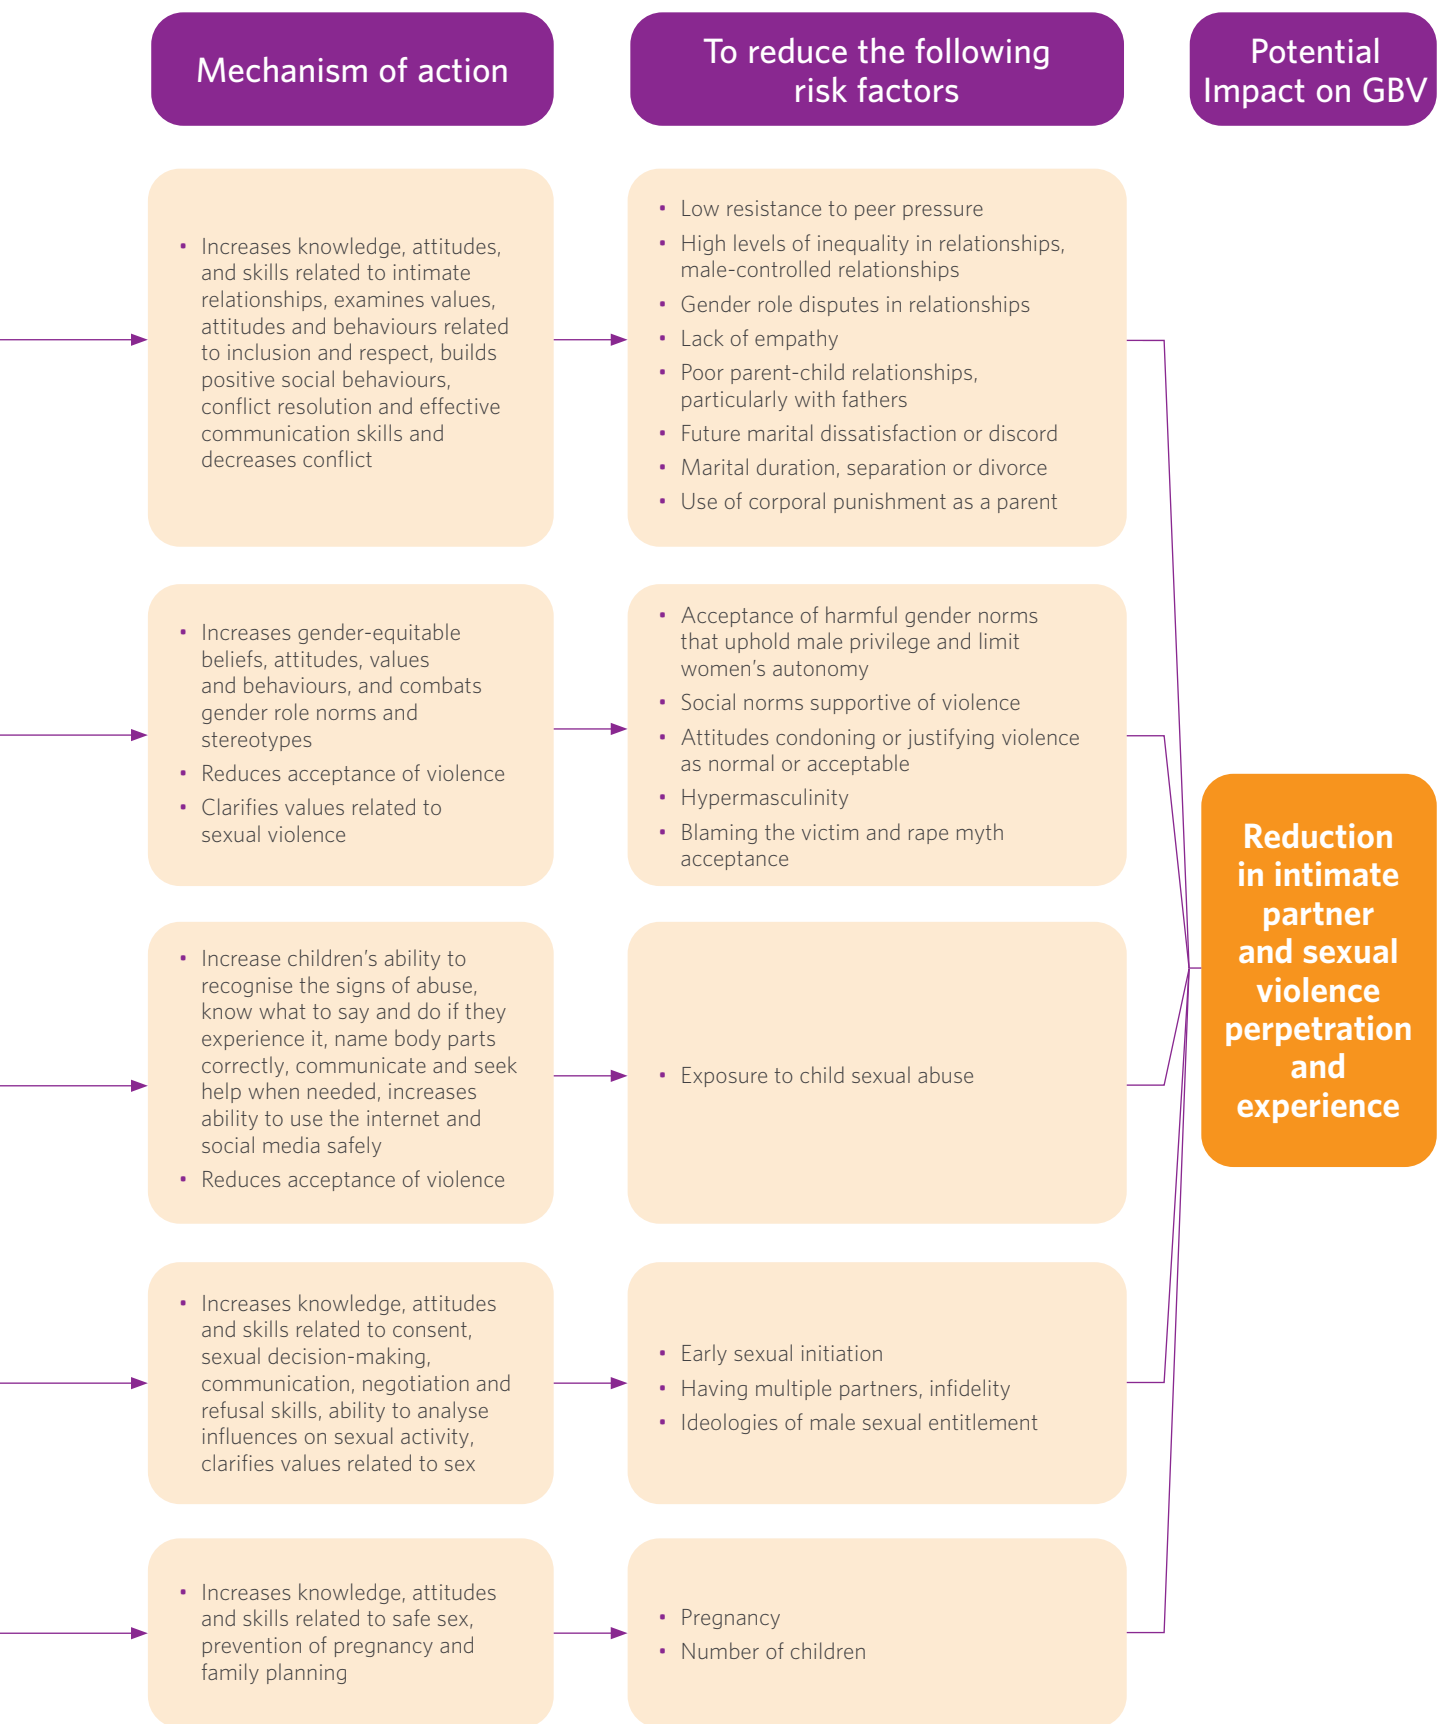 Mechanism of action
To reduce the following
risk factors
Potential
Impact on GBV
• Increases knowledge, attitudes,
and skills related to intimate
relationships, examines values,
attitudes and behaviours related
to inclusion and respect, builds
positive social behaviours,
conflict resolution and effective
communication skills and
decreases conflict
• Low resistance to peer pressure
• High levels of inequality in relationships,
male-controlled relationships
• Gender role disputes in relationships
• Lack of empathy
• Poor parent-child relationships,
particularly with fathers
• Future marital dissatisfaction or discord
• Marital duration, separation or divorce
• Use of corporal punishment as a parent
• Increases gender-equitable
beliefs, attitudes, values
and behaviours, and combats
gender role norms and
stereotypes
• Reduces acceptance of violence
• Clarifies values related to
sexual violence
• Acceptance of harmful gender norms
that uphold male privilege and limit
women's autonomy
• Social norms supportive of violence
• Attitudes condoning or justifying violence
as normal or acceptable
• Hypermasculinity
• Blaming the victim and rape myth
acceptance
• Increase children's ability to
recognise the signs of abuse,
know what to say and do if they
experience it, name body parts
correctly, communicate and seek
help when needed, increases
ability to use the internet and
social media safely
• Reduces acceptance of violence
• Exposure to child sexual abuse
• Increases knowledge, attitudes
and skills related to consent,
sexual decision-making,
communication, negotiation and
refusal skills, ability to analyse
influences on sexual activity,
clarifies values related to sex
• Early sexual initiation
• Having multiple partners, infidelity
• Ideologies of male sexual entitlement
• Increases knowledge, attitudes
and skills related to safe sex,
prevention of pregnancy and
family planning
• Pregnancy
• Number of children
Reduction
in intimate
partner
and sexual
violence
perpetration
and
experience